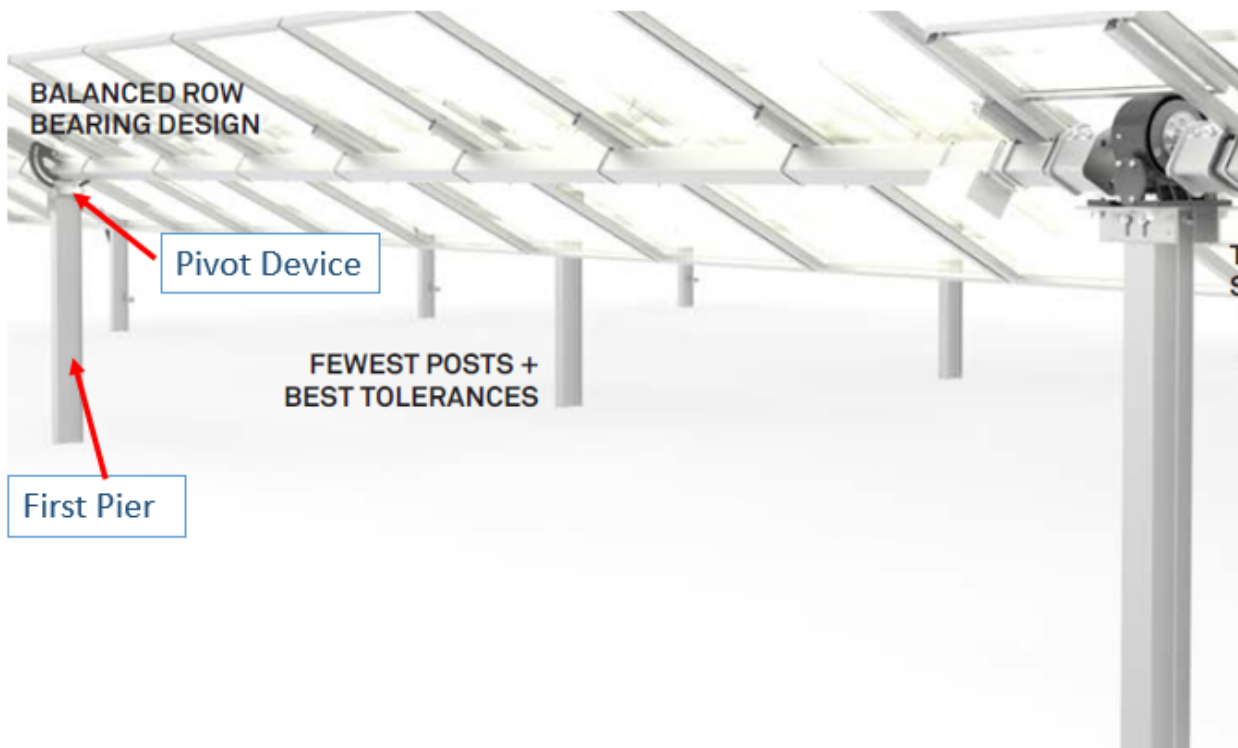 BALANCED ROW
BEARING DESIGN
Pivot Device
T
S
FEWEST POSTS +
BEST TOLERANCES
First Pier